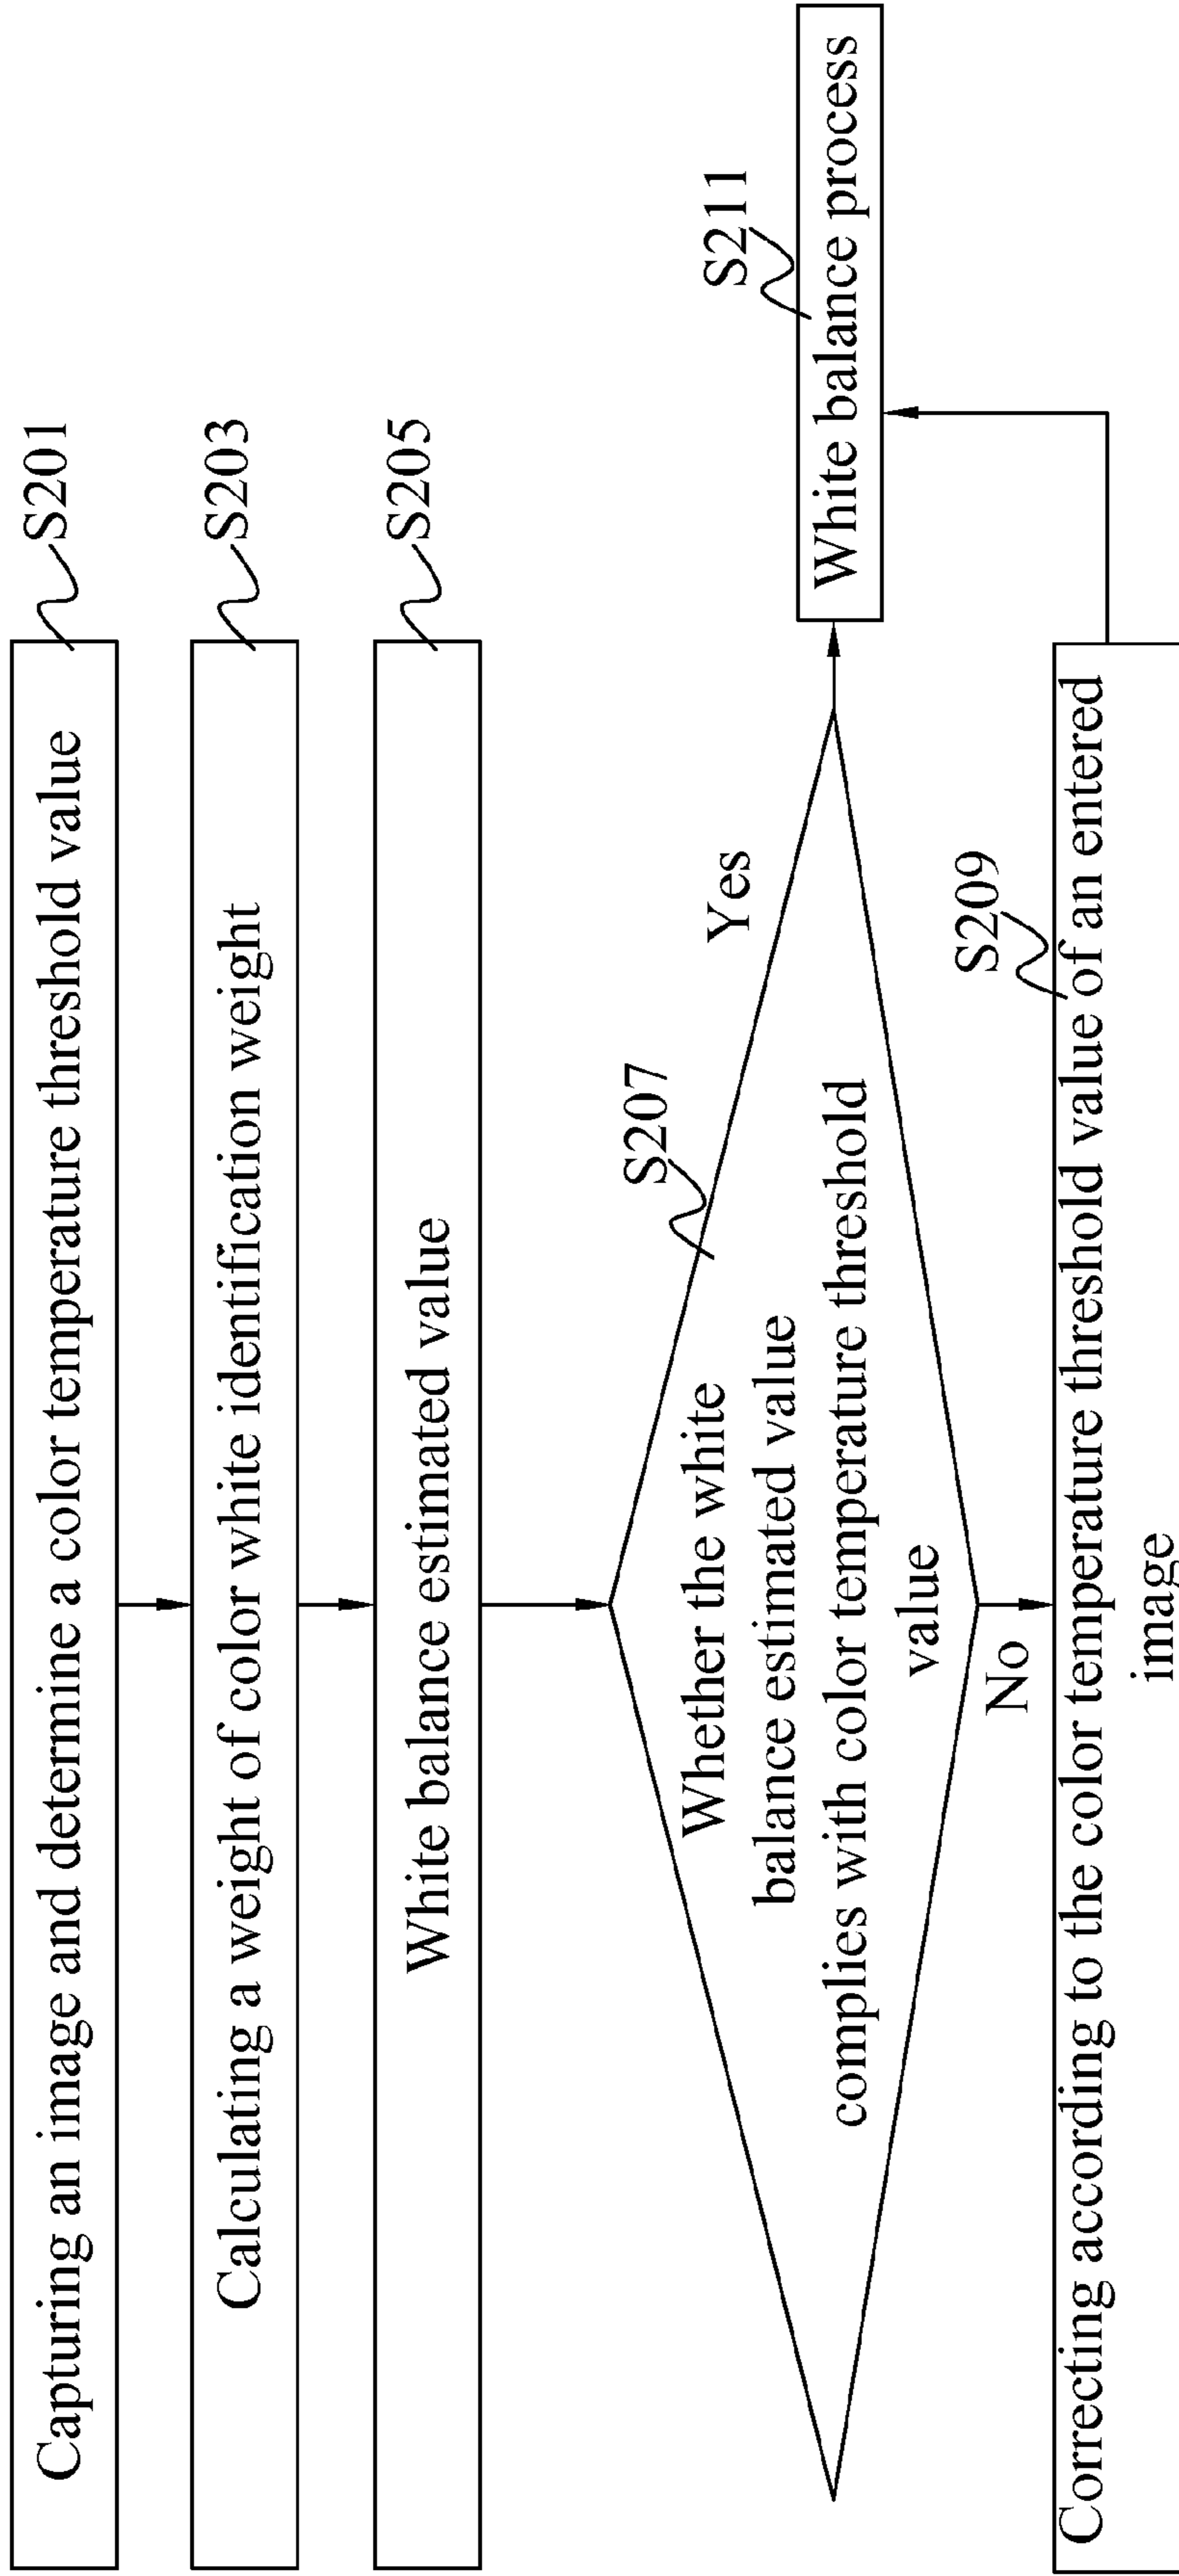 Capturing an image and determine a color temperature threshold value
S201
Calculating a weight of color white identification weight
S203
White balance estimated value
S205
Whether the white
balance estimated value
complies with color temperature threshold
value
S207
Yes
No
White balance process
S211
Correcting according to the color temperature threshold value of an entered
image
S209